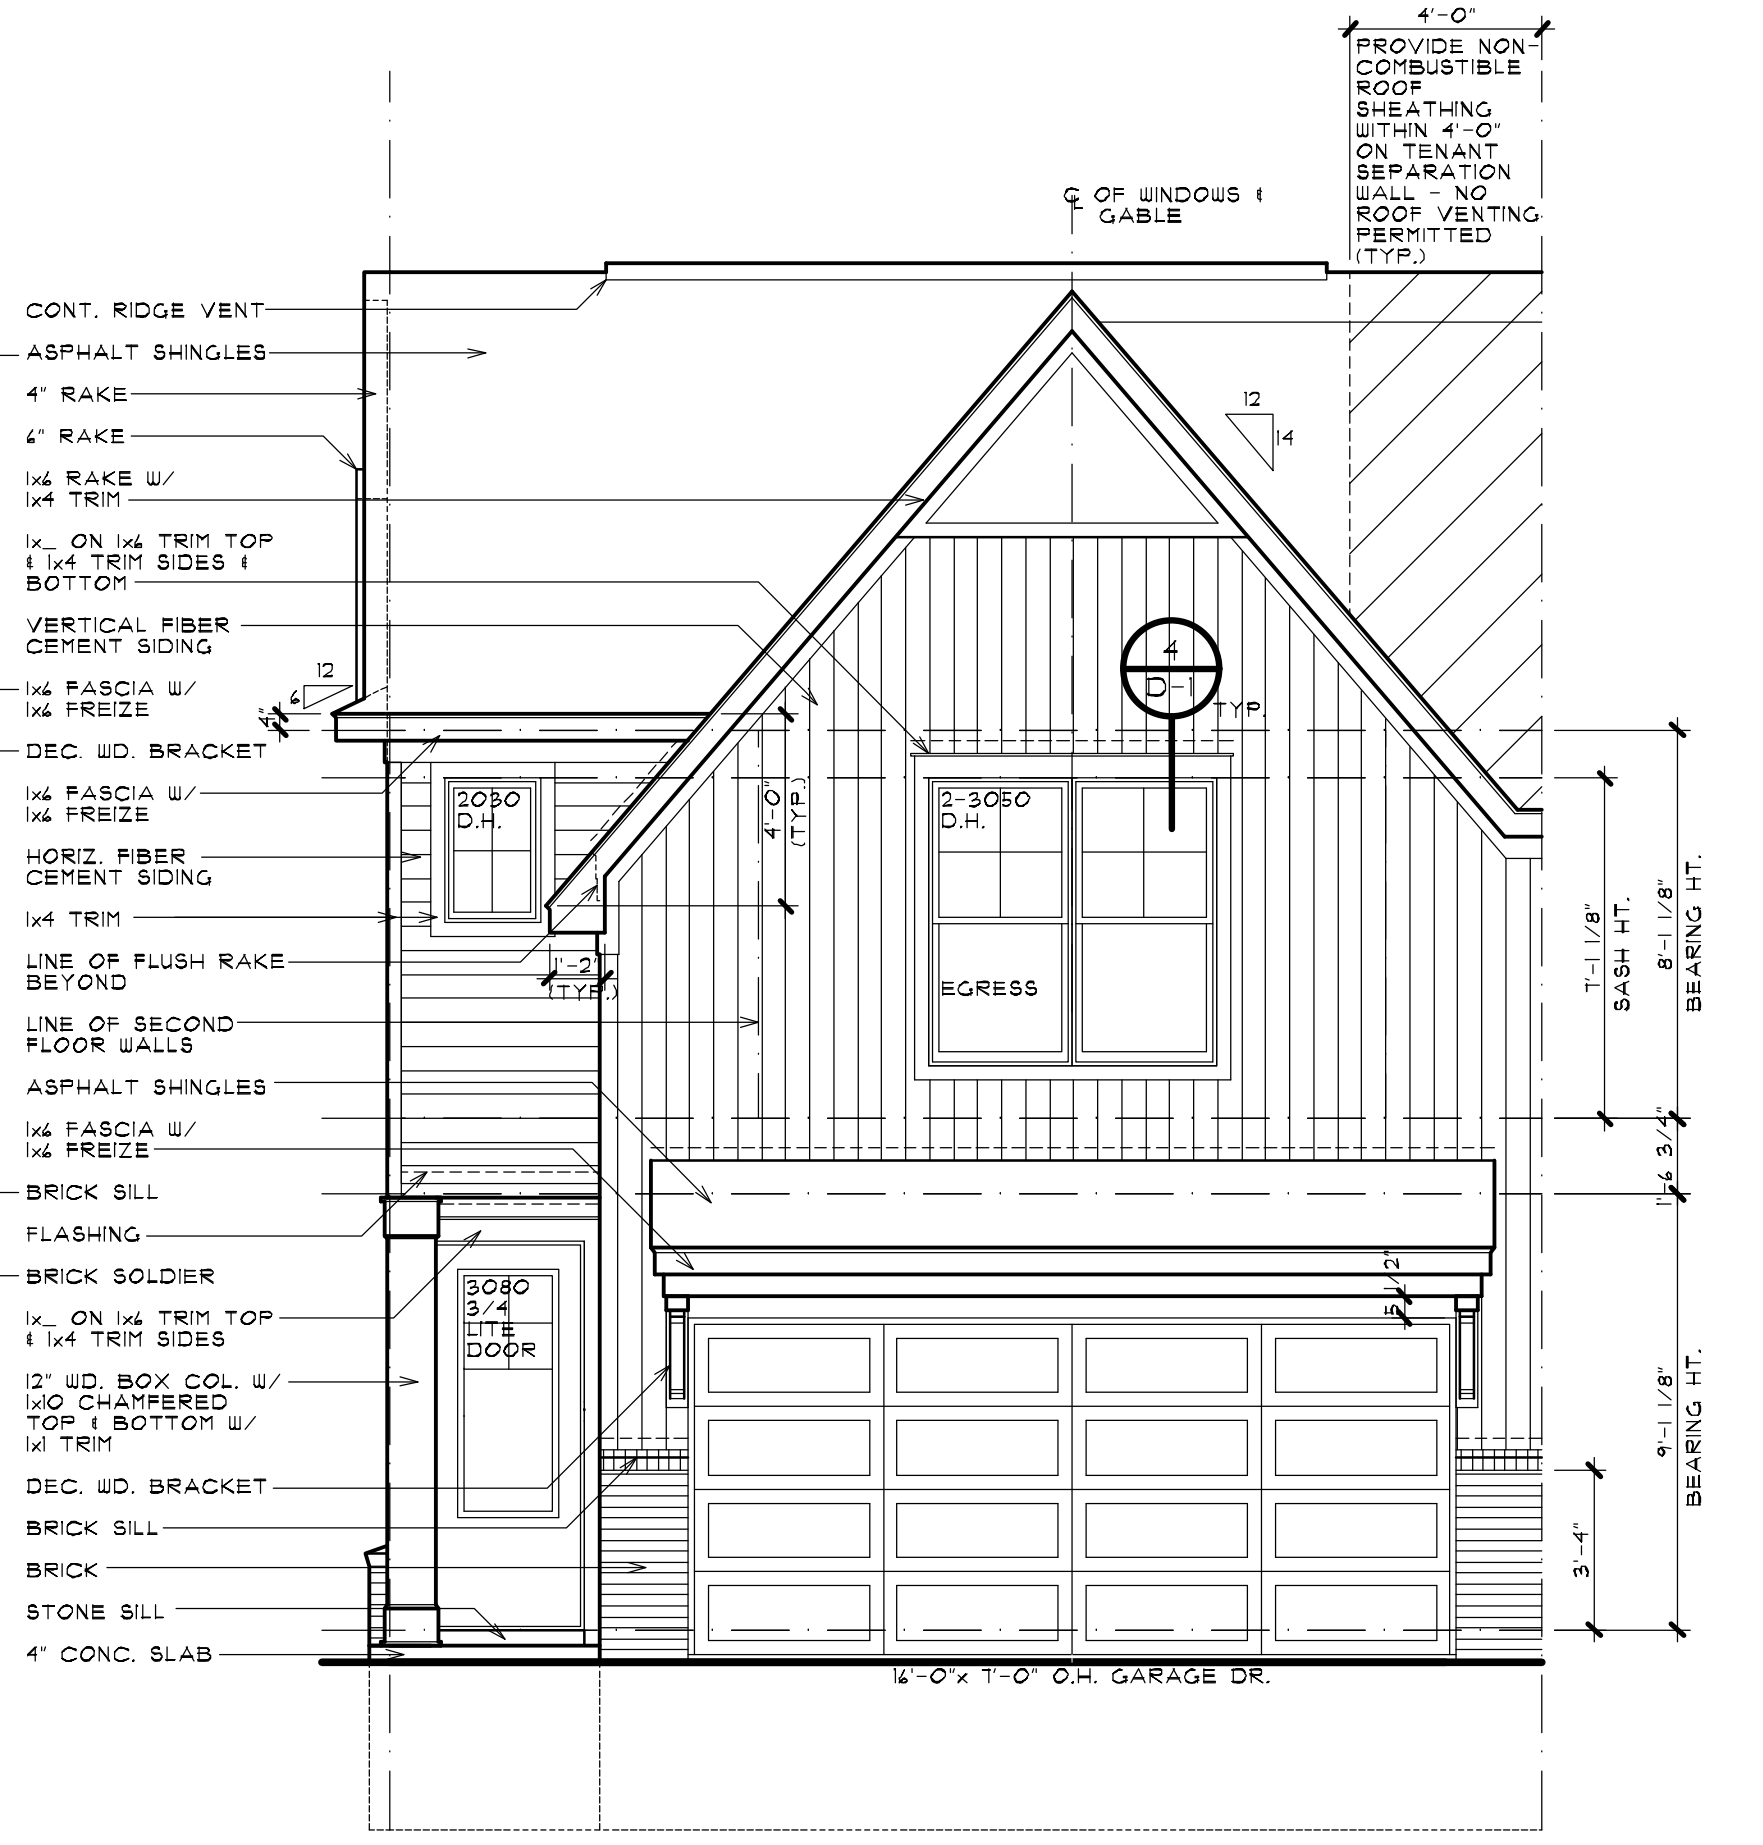 4'-0"
PROVIDE NON-
COMBUSTIBLE
ROOF
SHEATHING
WITHIN 4'-0"
ON TENANT
SEPARATION
WALL - NO
ROOF VENTING
PERMITTED
(TYP.)
℄ OF WINDOWS &
GABLE
CONT. RIDGE VENT
ASPHALT SHINGLES
4" RAKE
6" RAKE
1x6 RAKE W/
1x4 TRIM
1x_ ON 1x6 TRIM TOP
& 1x4 TRIM SIDES &
BOTTOM
VERTICAL FIBER
CEMENT SIDING
1x6 FASCIA W/
1x6 FREIZE
DEC. WD. BRACKET
1x6 FASCIA W/
1x6 FREIZE
HORIZ. FIBER
CEMENT SIDING
1x4 TRIM
LINE OF FLUSH RAKE
BEYOND
LINE OF SECOND
FLOOR WALLS
ASPHALT SHINGLES
1x6 FASCIA W/
1x6 FREIZE
BRICK SILL
FLASHING
BRICK SOLDIER
1x_ ON 1x6 TRIM TOP
& 1x4 TRIM SIDES
12" WD. BOX COL. W/
1x10 CHAMFERED
TOP & BOTTOM W/
1x1 TRIM
DEC. WD. BRACKET
BRICK SILL
BRICK
STONE SILL
4" CONC. SLAB
12
14
12
6
4"
4
D-1
TYP.
2030
D.H.
4'-0"
(TYP.)
2-3050
D.H.
EGRESS
1'-2"
(TYP.)
7'-1 1/8"
SASH HT.
8'-1 1/8"
BEARING HT.
1'-6 3/4"
5 1/2"
3080
3/4
LITE
DOOR
9'-1 1/8"
BEARING HT.
3'-4"
16'-0"x 7'-0" O.H. GARAGE DR.